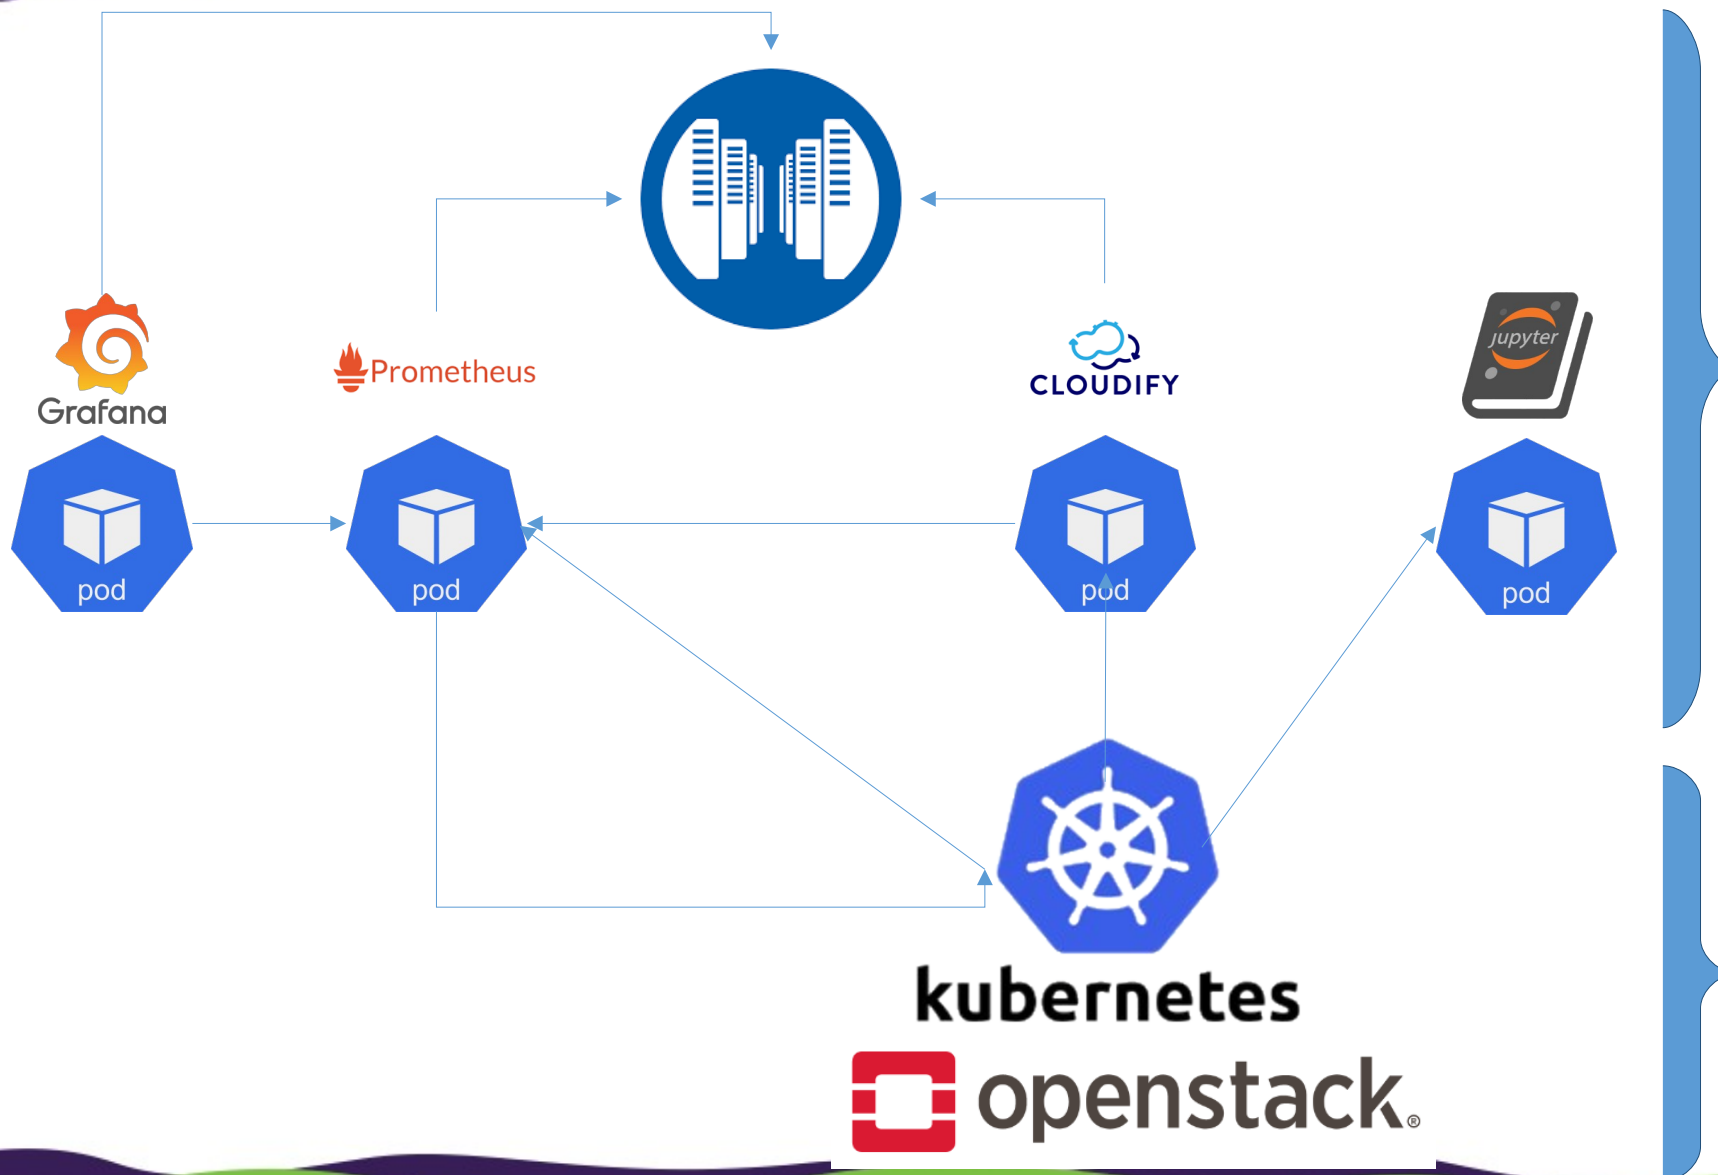 Grafana
Prometheus
CLOUDIFY
jupyter
pod
pod
pod
pod
kubernetes
openstack®